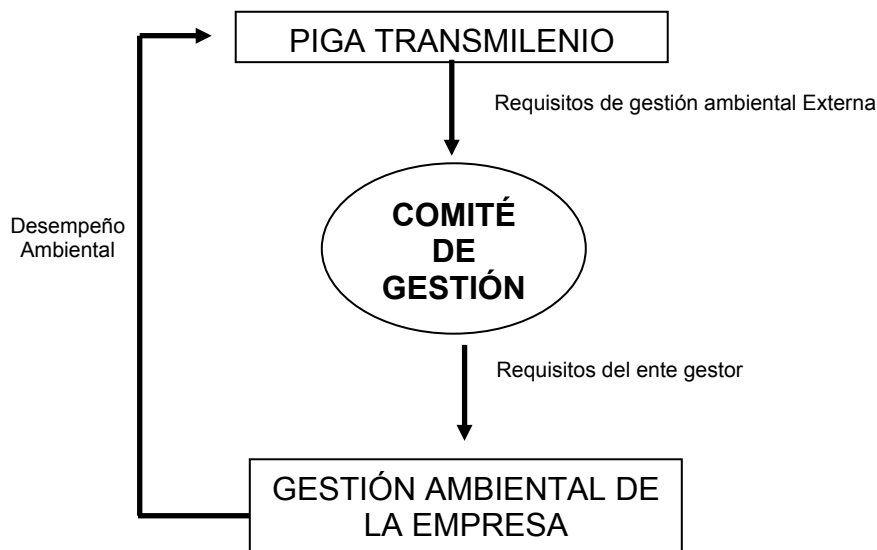 PIGA TRANSMILENIO
Requisitos de gestión ambiental Externa
COMITÉ
DE
GESTIÓN
Desempeño
Ambiental
Requisitos del ente gestor
GESTIÓN AMBIENTAL DE
LA EMPRESA